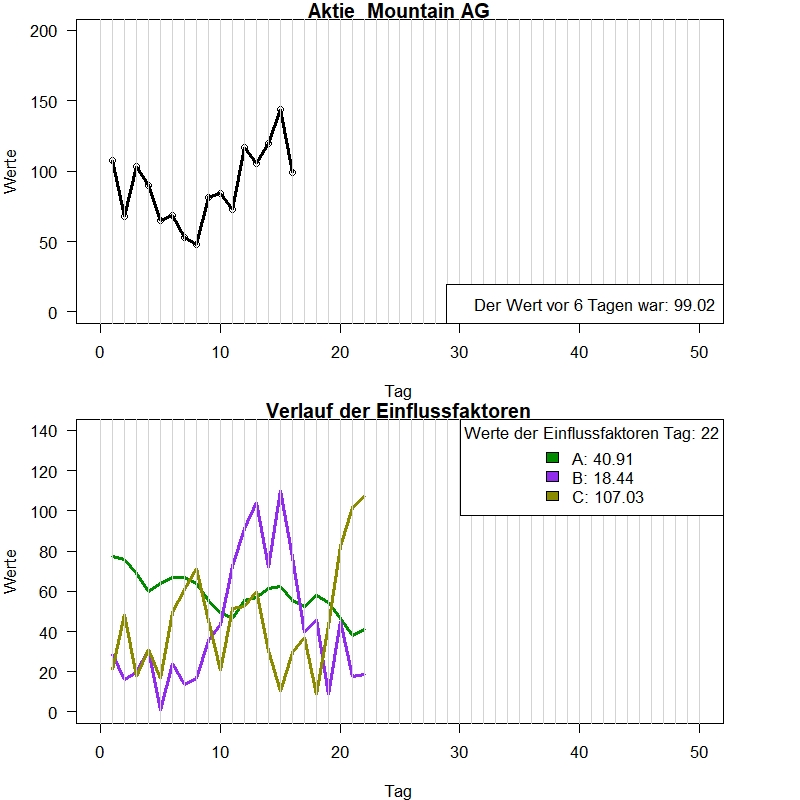 Aktie  Mountain AG
Werte
200
150
100
50
0
Der Wert vor 6 Tagen war: 99.02
0 10 20 30 40 50
Tag
Verlauf der Einflussfaktoren
Werte
140
120
100
80
60
40
20
0
Werte der Einflussfaktoren Tag: 22
A: 40.91
B: 18.44
C: 107.03
0 10 20 30 40 50
Tag